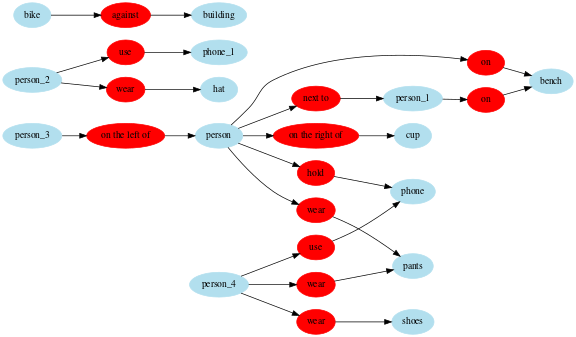 bike against building
person_2 use phone_1
wear hat
person_3 on the left of person
on bench
next to person_1 on
on the right of cup
hold phone
wear
use
person_4 wear pants
wear shoes